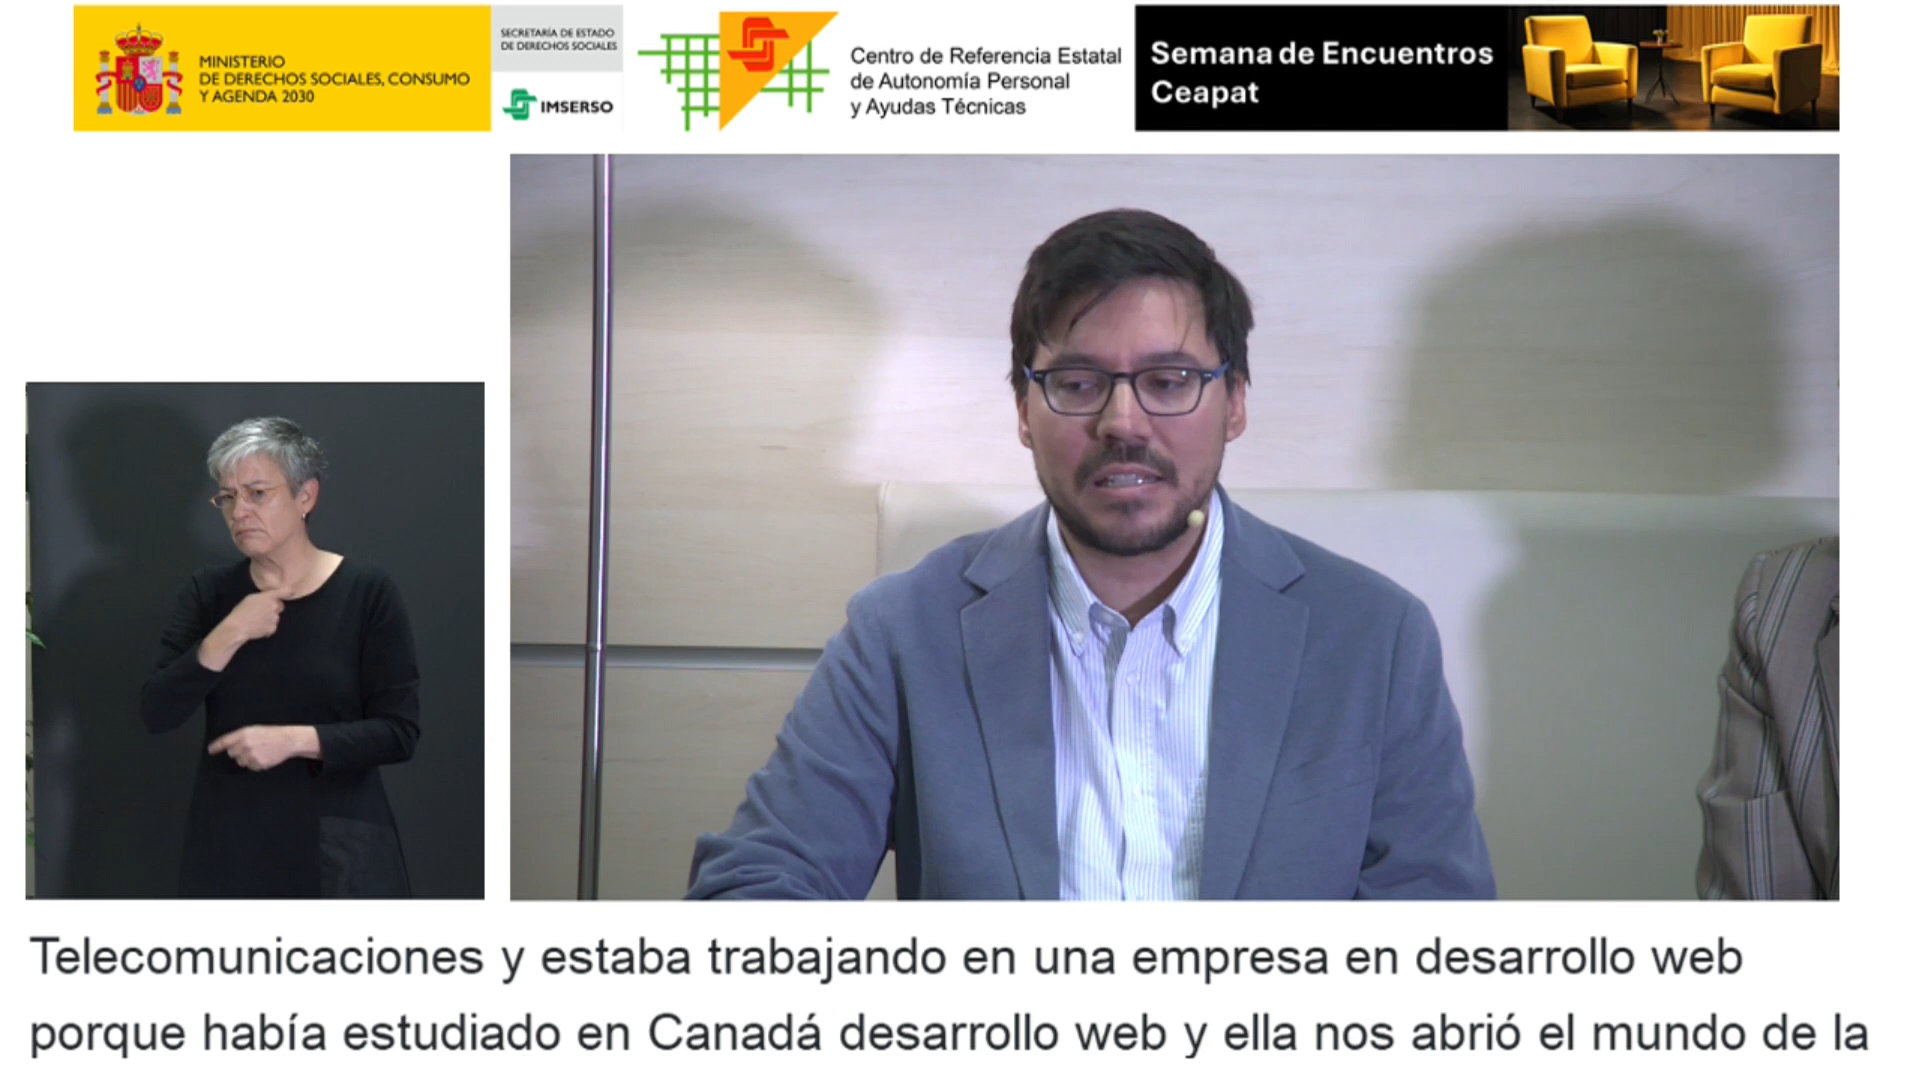 MINISTERIO
DE DERECHOS SOCIALES, CONSUMO
Y AGENDA 2030
SECRETARÍA DE ESTADO
DE DERECHOS SOCIALES
IMSERSO
Centro de Referencia Estatal
de Autonomía Personal
y Ayudas Técnicas
Semana de Encuentros
Ceapat
Telecomunicaciones y estaba trabajando en una empresa en desarrollo web
porque había estudiado en Canadá desarrollo web y ella nos abrió el mundo de la